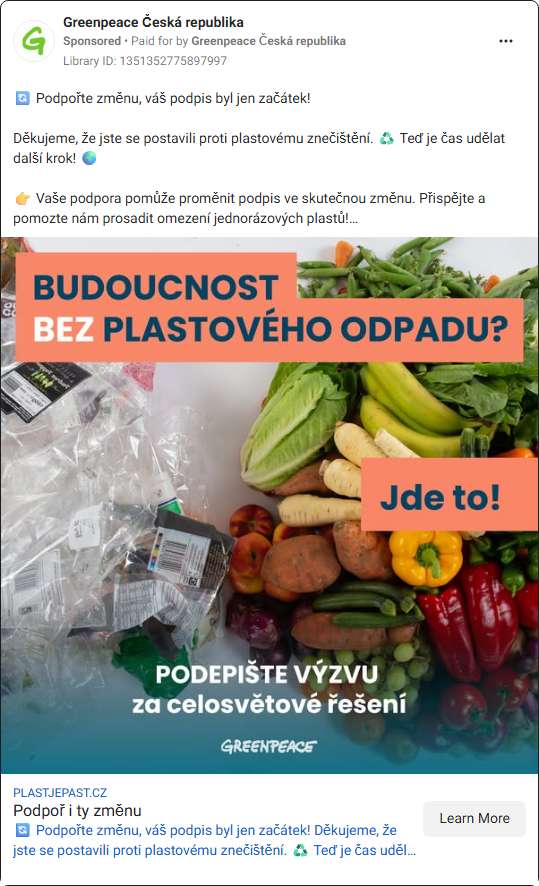 Greenpeace Česká republika
Sponsored • Paid for by Greenpeace Česká republika
Library ID: 1351352775897997
🔄 Podpořte změnu, váš podpis byl jen začátek!
Děkujeme, že jste se postavili proti plastovému znečištění. ♻️ Teď je čas udělat
další krok! 🌍
👉 Vaše podpora pomůže proměnit podpis ve skutečnou změnu. Přispějte a
pomozte nám prosadit omezení jednorázových plastů!...
BUDOUCNOST
BEZ PLASTOVÉHO ODPADU?
Jde to!
PODEPIŠTE VÝZVU
za celosvětové řešení
GREENPEACE
PLASTJEPAST.CZ
Podpoř i ty změnu
🔄 Podpořte změnu, váš podpis byl jen začátek! Děkujeme, že
jste se postavili proti plastovému znečištění. ♻️ Teď je čas uděl...
Learn More